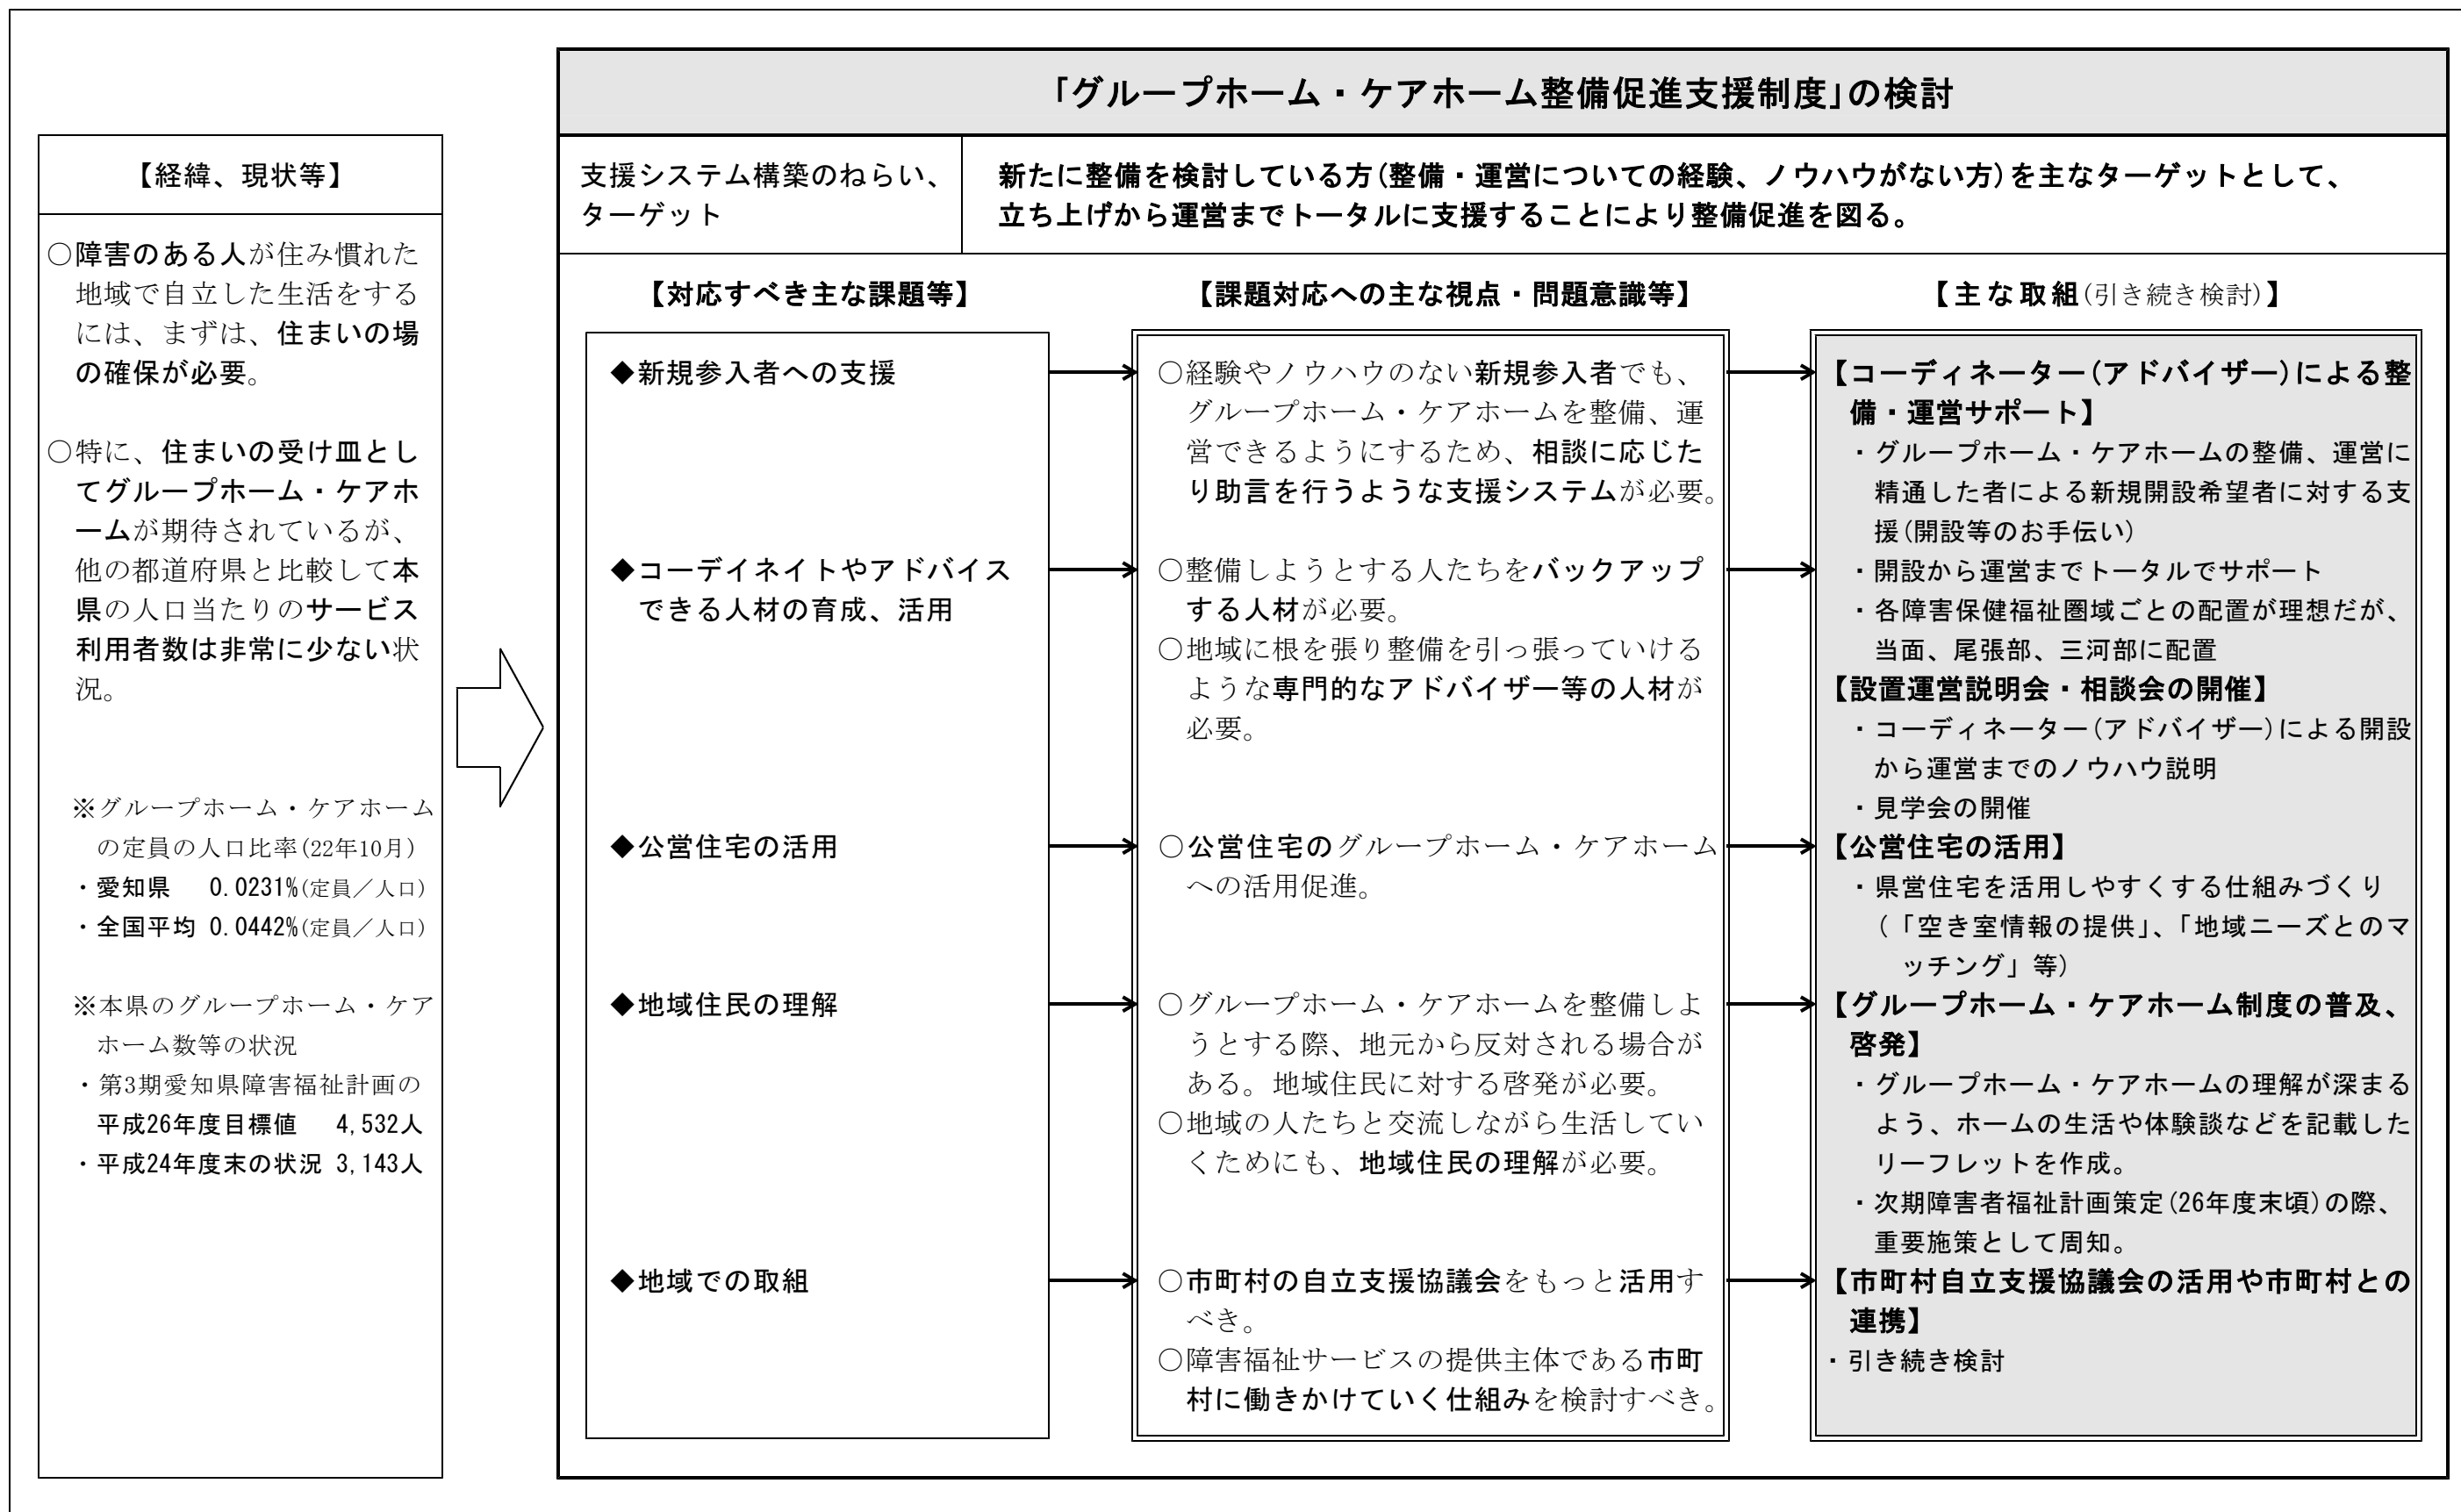 「グループホーム・ケアホーム整備促進支援制度」の検討
【経緯、現状等】
○障害のある人が住み慣れた
地域で自立した生活をする
には、まずは、住まいの場
の確保が必要。
○特に、住まいの受け皿とし
てグループホーム・ケアホ
ームが期待されているが、
他の都道府県と比較して本
県の人口当たりのサービス
利用者数は非常に少ない状
況。
※グループホーム・ケアホーム
の定員の人口比率(22年10月)
・愛知県 0.0231%(定員／人口)
・全国平均 0.0442%(定員／人口)
※本県のグループホーム・ケア
ホーム数等の状況
・第3期愛知県障害福祉計画の
平成26年度目標値 4,532人
・平成24年度末の状況 3,143人
支援システム構築のねらい、
ターゲット
新たに整備を検討している方(整備・運営についての経験、ノウハウがない方)を主なターゲットとして、
立ち上げから運営までトータルに支援することにより整備促進を図る。
【対応すべき主な課題等】
◆新規参入者への支援
◆コーデイネイトやアドバイス
できる人材の育成、活用
◆公営住宅の活用
◆地域住民の理解
◆地域での取組
【課題対応への主な視点・問題意識等】
○経験やノウハウのない新規参入者でも、
グループホーム・ケアホームを整備、運
営できるようにするため、相談に応じた
り助言を行うような支援システムが必要。
○整備しようとする人たちをバックアップ
する人材が必要。
○地域に根を張り整備を引っ張っていける
ような専門的なアドバイザー等の人材が
必要。
○公営住宅のグループホーム・ケアホーム
への活用促進。
○グループホーム・ケアホームを整備しよ
うとする際、地元から反対される場合が
ある。地域住民に対する啓発が必要。
○地域の人たちと交流しながら生活してい
くためにも、地域住民の理解が必要。
○市町村の自立支援協議会をもっと活用す
べき。
○障害福祉サービスの提供主体である市町
村に働きかけていく仕組みを検討すべき。
【主な取組(引き続き検討)】
【コーディネーター(アドバイザー)による整
備・運営サポート】
・グループホーム・ケアホームの整備、運営に
精通した者による新規開設希望者に対する支
援(開設等のお手伝い)
・開設から運営までトータルでサポート
・各障害保健福祉圏域ごとの配置が理想だが、
当面、尾張部、三河部に配置
【設置運営説明会・相談会の開催】
・コーディネーター(アドバイザー)による開設
から運営までのノウハウ説明
・見学会の開催
【公営住宅の活用】
・県営住宅を活用しやすくする仕組みづくり
(「空き室情報の提供」、「地域ニーズとのマ
ッチング」等)
【グループホーム・ケアホーム制度の普及、
啓発】
・グループホーム・ケアホームの理解が深まる
よう、ホームの生活や体験談などを記載した
リーフレットを作成。
・次期障害者福祉計画策定(26年度末頃)の際、
重要施策として周知。
【市町村自立支援協議会の活用や市町村との
連携】
・引き続き検討